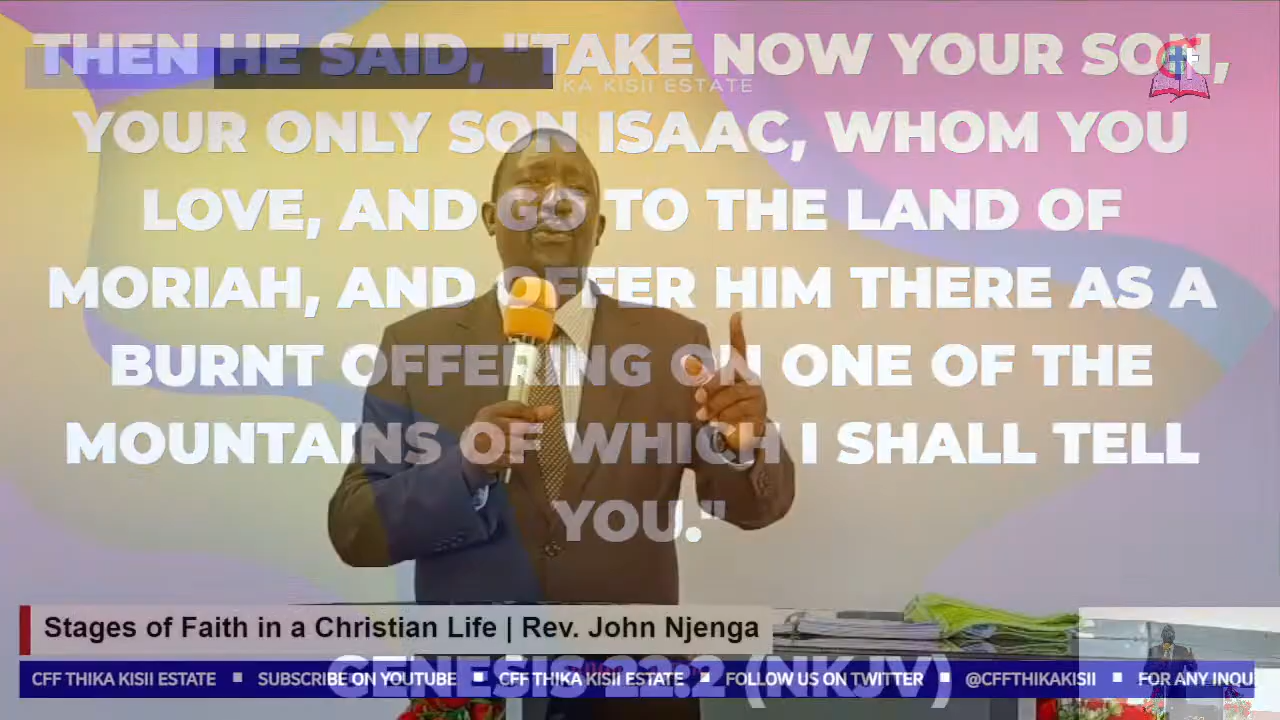 THEN HE SAID, "TAKE NOW YOUR SON,
KA KISII ESTATE
YOUR ONLY SON ISAAC, WHOM YOU
LOVE, AND GO TO THE LAND OF
MORIAH, AND OFFER HIM THERE AS A
BURNT OFFERING ON ONE OF THE
MOUNTAINS OF WHICH I SHALL TELL
YOU."
Stages of Faith in a Christian Life | Rev. John Njenga
GENESIS 22:2 (NKJV)
CFF THIKA KISII ESTATE ■ SUBSCRIBE ON YOUTUBE ■ CFF THIKA KISII ESTATE ■ FOLLOW US ON TWITTER ■ @CFFTHIKAKISII ■ FOR ANY INQU